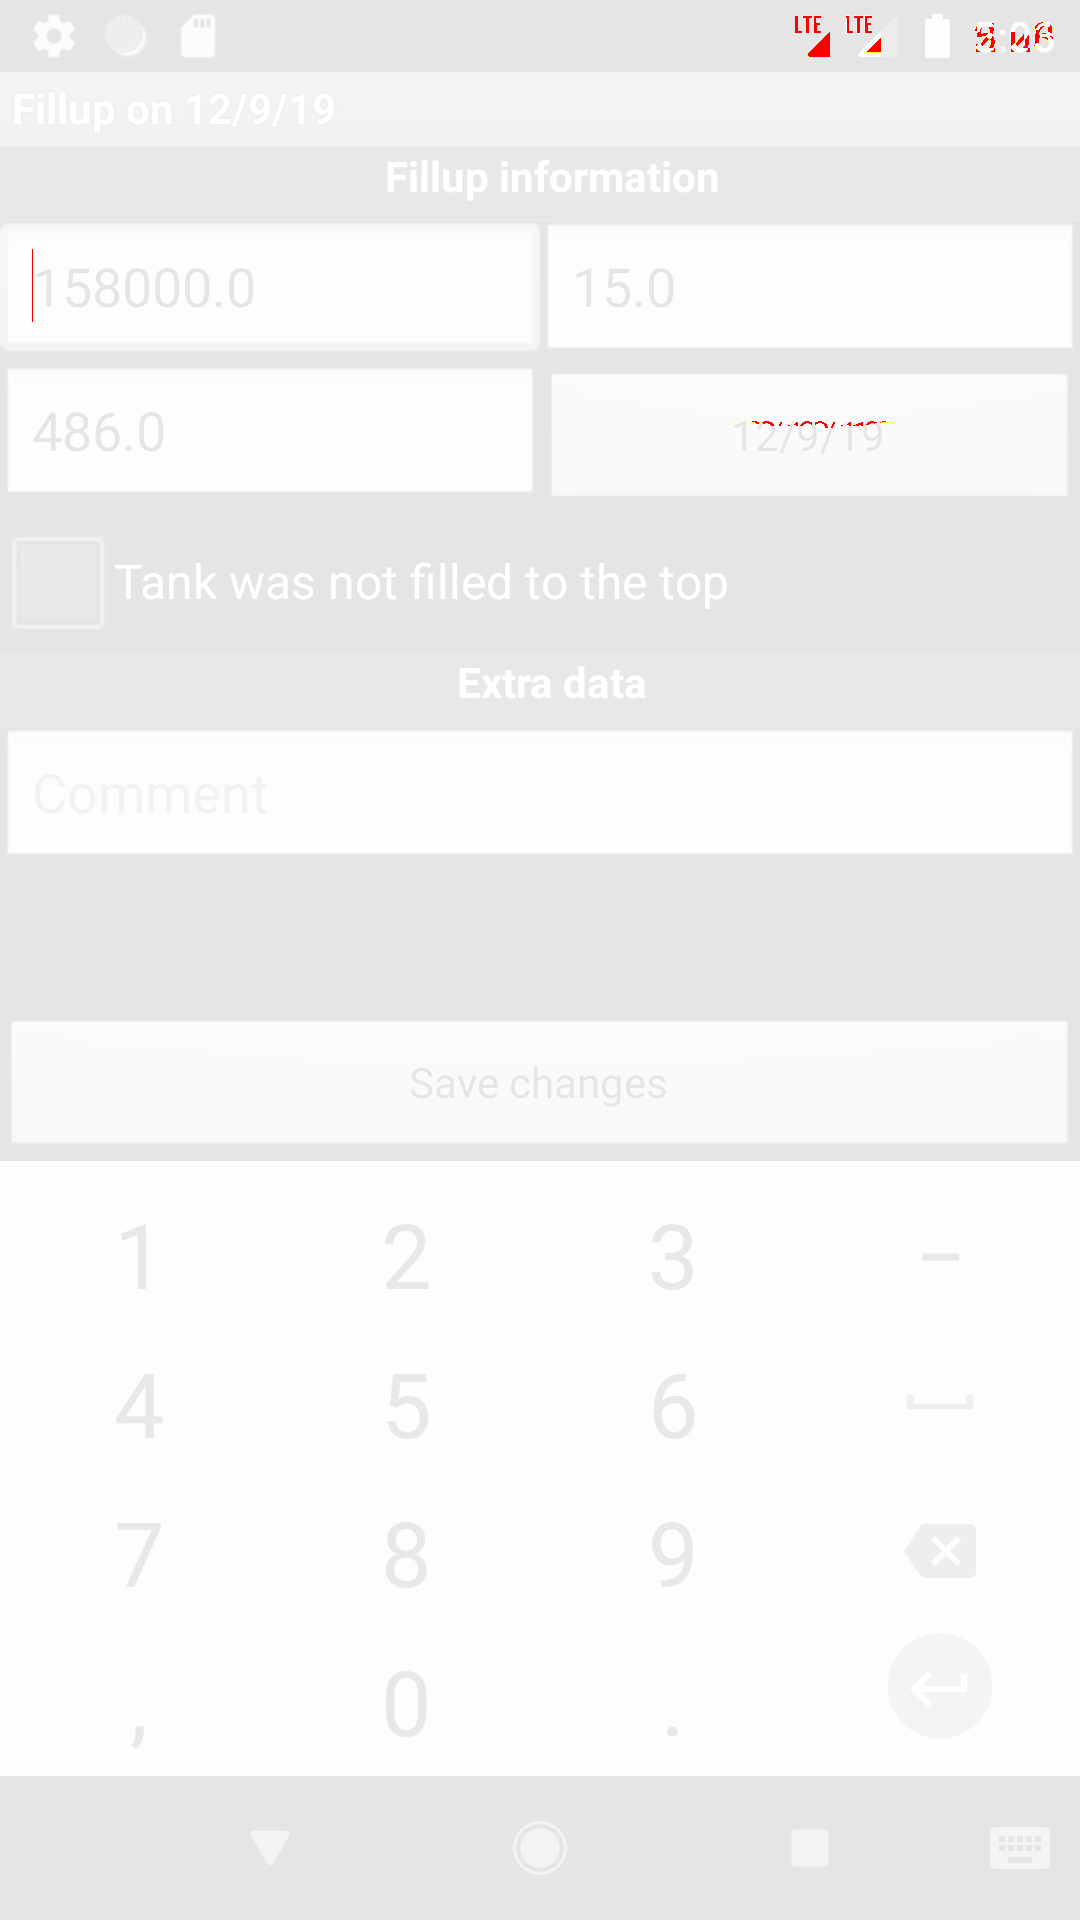 LTE LTE
Fillup on 12/9/19
Fillup information
158000.0 15.0
486.0 12/9/19
Tank was not filled to the top
Extra data
Comment
Save changes
1 2 3 –
4 5 6
7 8 9
, 0 .